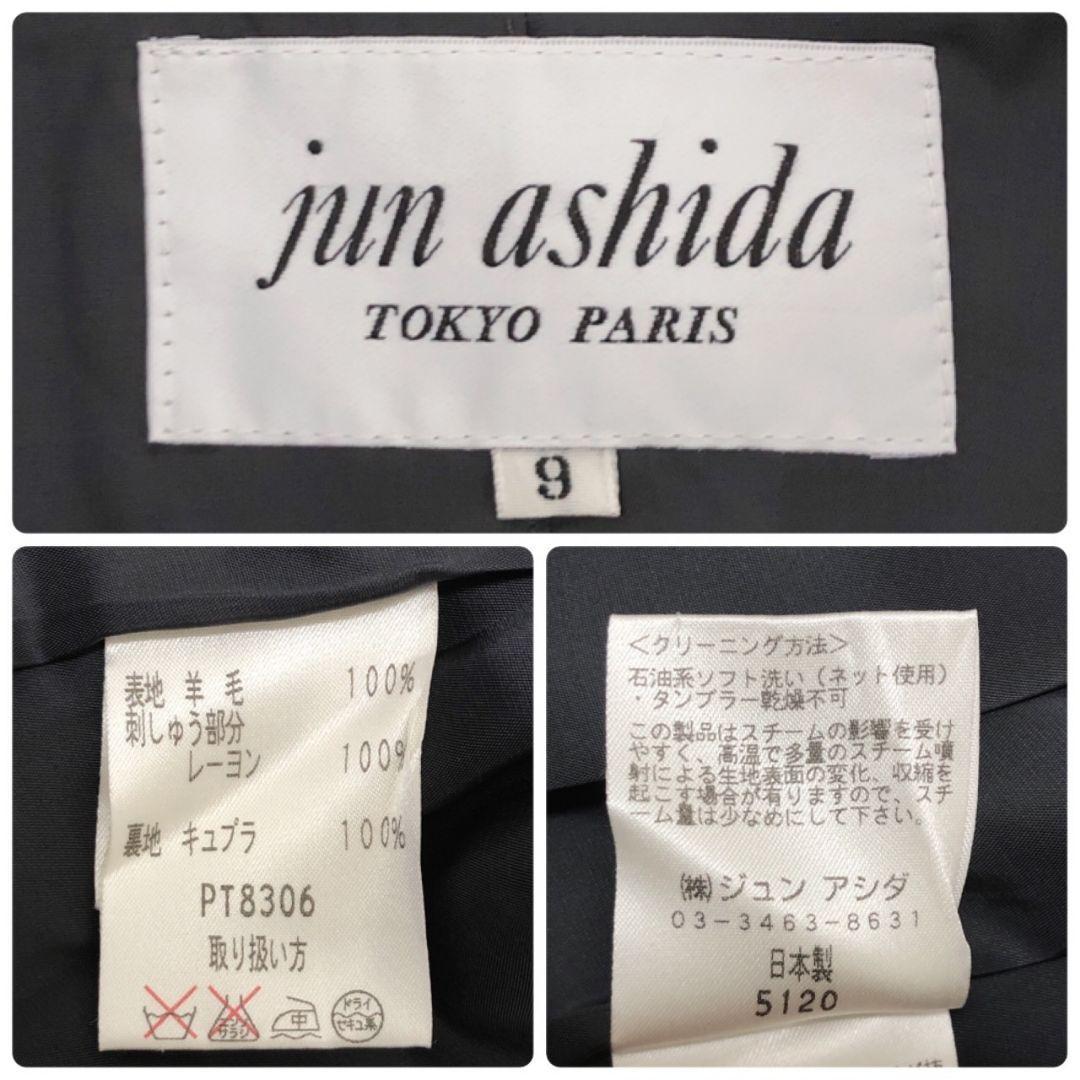 jun ashida
TOKYO PARIS
9
表地 羊毛 100%
刺しゅう部分
レーヨン 100%
裏地 キュプラ 100%
PT8306
取り扱い方
サラシ 中 ドライ
セキユ系
＜クリーニング方法＞
石油系ソフト洗い（ネット使用）
・タンブラー乾燥不可
この製品はスチームの影響を受け
やすく、高温で多量のスチーム噴
射による生地表面の変化、収縮を
起こす場合が有りますので、スチ
ーム量は少なめにして下さい。
㈱ジュン アシダ
03-3463-8631
日本製
5120